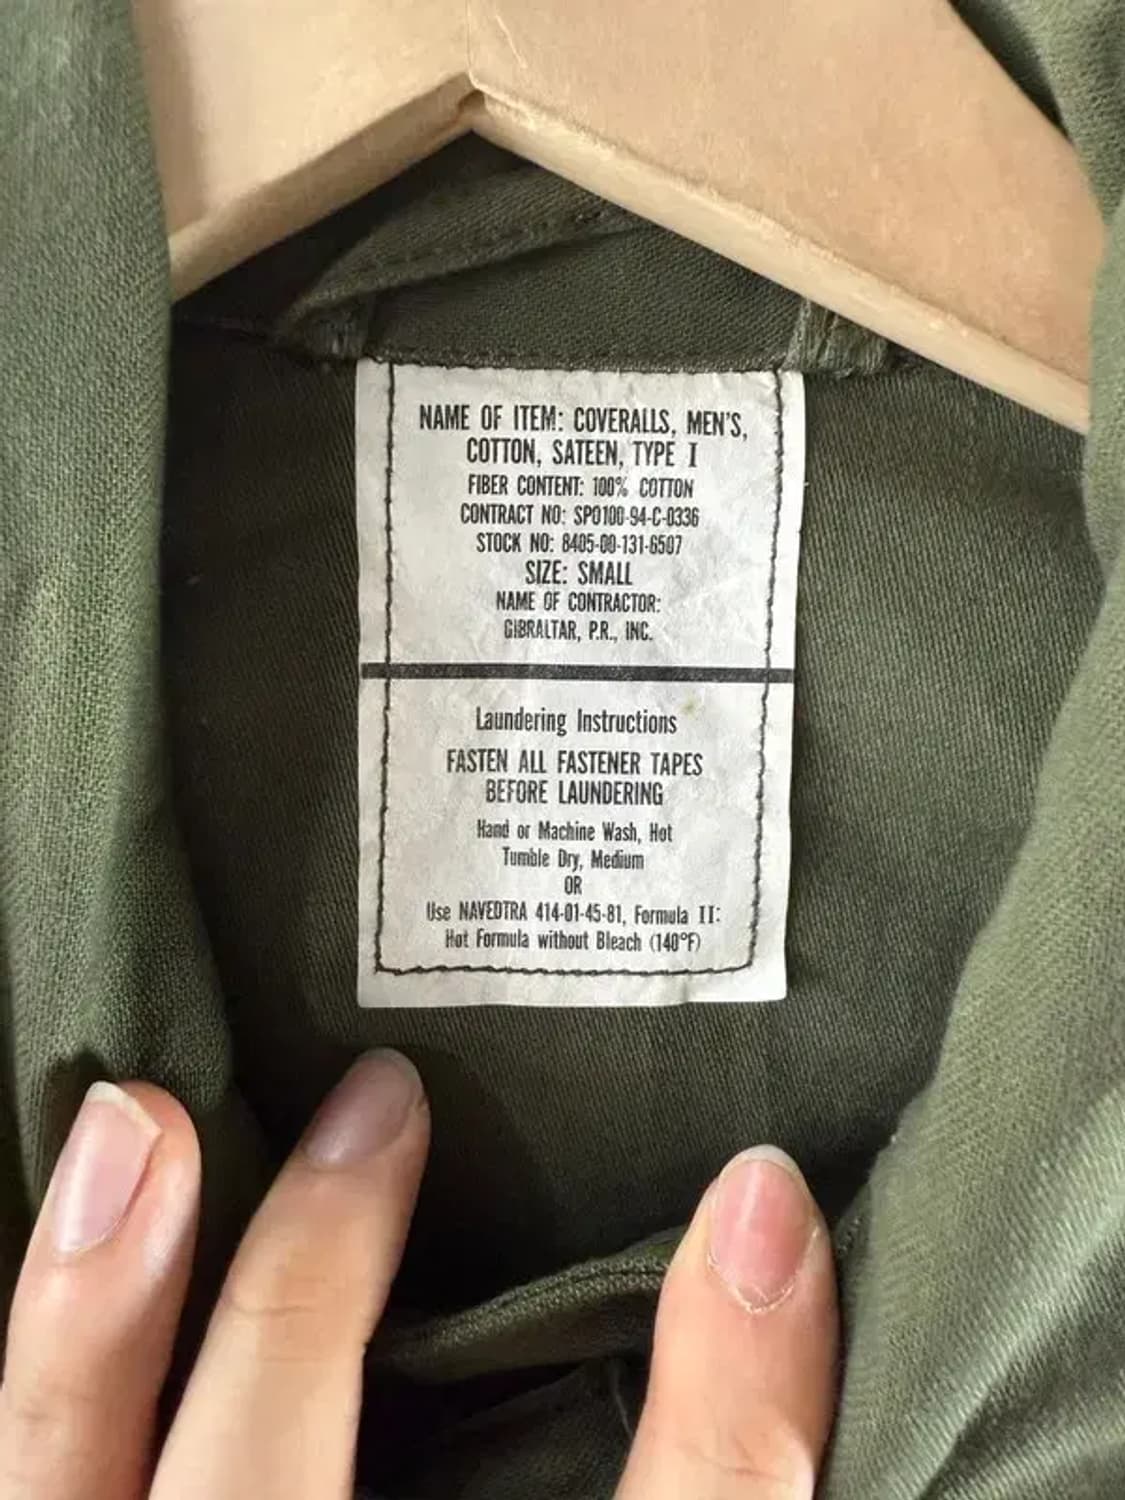 NAME OF ITEM: COVERALLS, MEN'S,
COTTON, SATEEN, TYPE I
FIBER CONTENT: 100% COTTON
CONTRACT NO: SPO100-94-C-0336
STOCK NO: 8405-00-131-6507
SIZE: SMALL
NAME OF CONTRACTOR:
GIBRALTAR, P.R., INC.
Laundering Instructions
FASTEN ALL FASTENER TAPES
BEFORE LAUNDERING
Hand or Machine Wash, Hot
Tumble Dry, Medium
OR
Use NAVEDTRA 414-01-45-81, Formula II:
Hot Formula without Bleach (140°F)